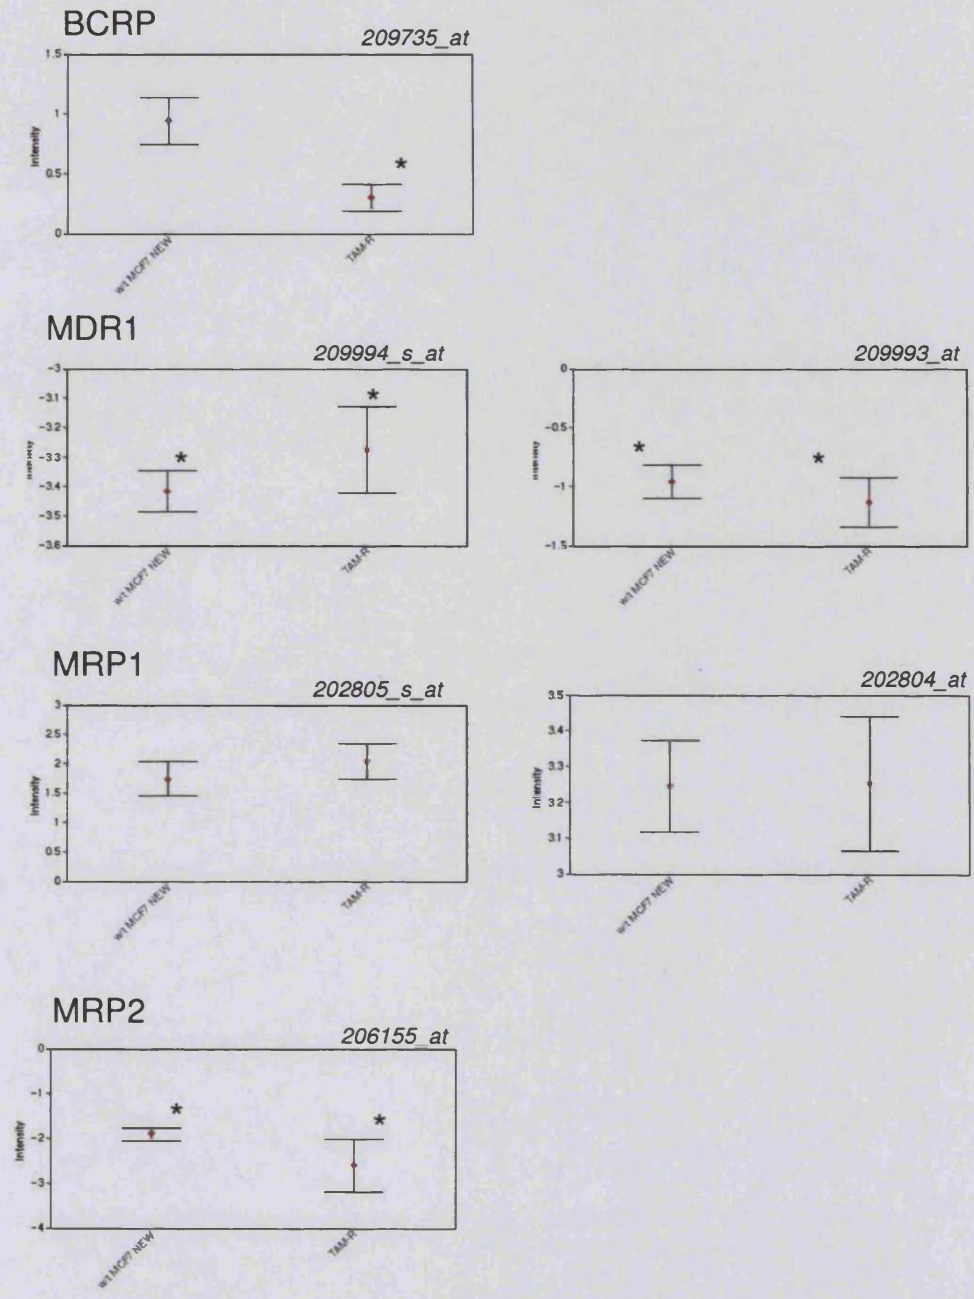 BCRP
209735_at
1.5
1
0.5
0
Intensity
*
wt MCF7 NEW
TAM-R
MDR1
209994_s_at
-3
-3.1
-3.2
-3.3
-3.4
-3.5
-3.6
*
*
wt MCF7 NEW
TAM-R
209993_at
0
-0.5
-1
-1.5
*
*
wt MCF7 NEW
TAM-R
MRP1
202805_s_at
3
2.5
2
1.5
1
0.5
0
Intensity
wt MCF7 NEW
TAM-R
202804_at
3.5
3.4
3.3
3.2
3.1
3
Intensity
wt MCF7 NEW
TAM-R
MRP2
206155_at
0
-1
-2
-3
-4
Intensity
*
*
wt MCF7 NEW
TAM-R